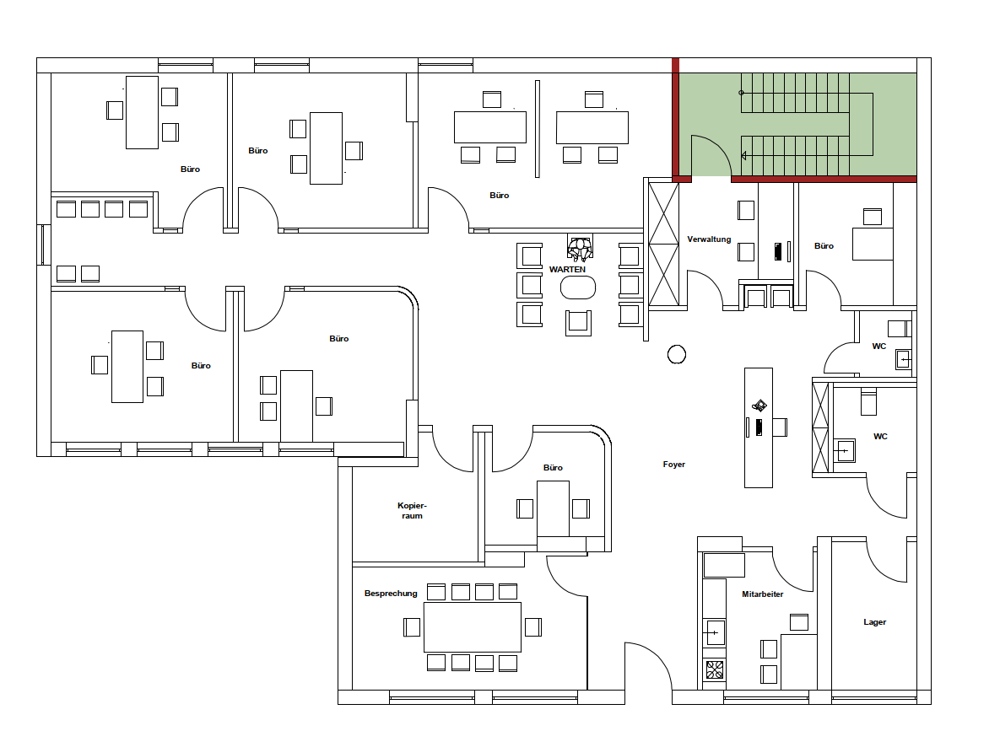 Büro
Büro
Büro
Verwaltung
Büro
WARTEN
Büro
Büro
WC
WC
Foyer
Büro
Kopier-
raum
Besprechung
Mitarbeiter
Lager